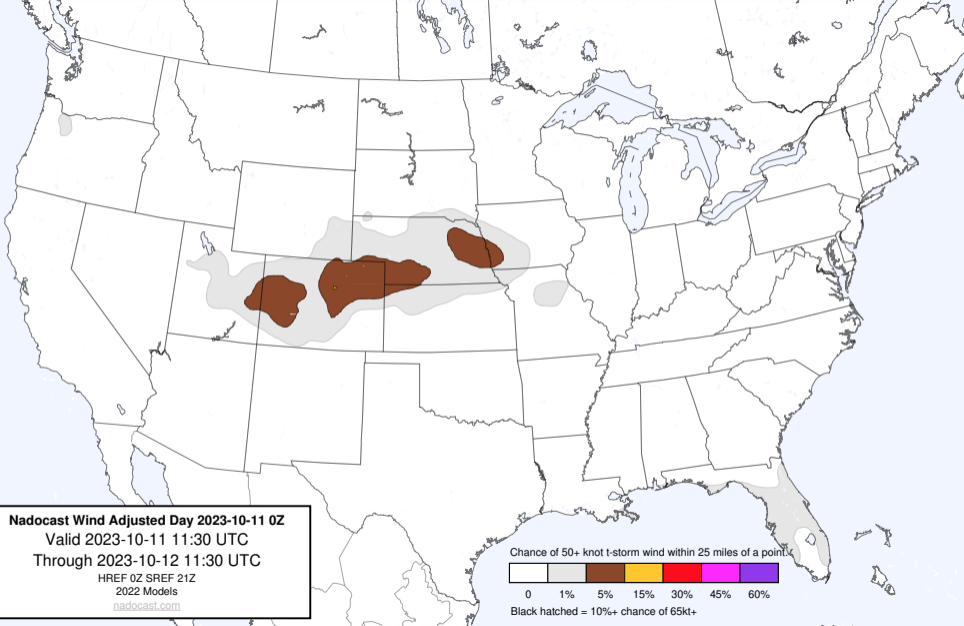 Nadocast Wind Adjusted Day 2023-10-11 0Z
Valid 2023-10-11 11:30 UTC
Through 2023-10-12 11:30 UTC
HREF 0Z SREF 21Z
2022 Models
nadocast.com
Chance of 50+ knot t-storm wind within 25 miles of a point.
0 1% 5% 15% 30% 45% 60%
Black hatched = 10%+ chance of 65kt+